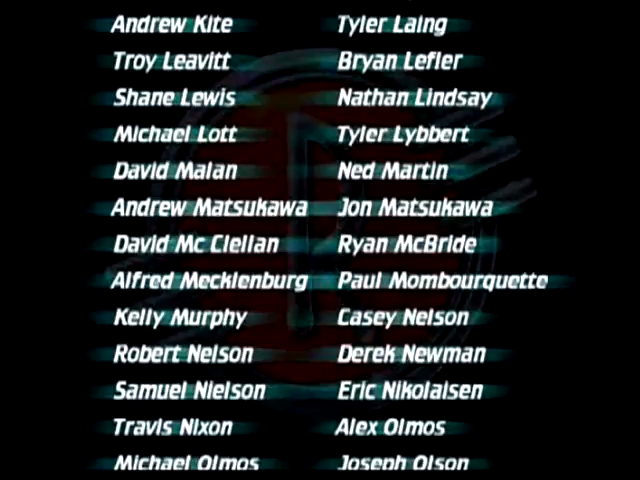 Andrew Kite Tyler Laing
Troy Leavitt Bryan Lefler
Shane Lewis Nathan Lindsay
Michael Lott Tyler Lybbert
David Malan Ned Martin
Andrew Matsukawa Jon Matsukawa
David Mc Clellan Ryan McBride
Alfred Mecklenburg Paul Mombourquette
Kelly Murphy Casey Nelson
Robert Nelson Derek Newman
Samuel Nielson Eric Nikolaisen
Travis Nixon Alex Olmos
Michael Olmos Joseph Olson